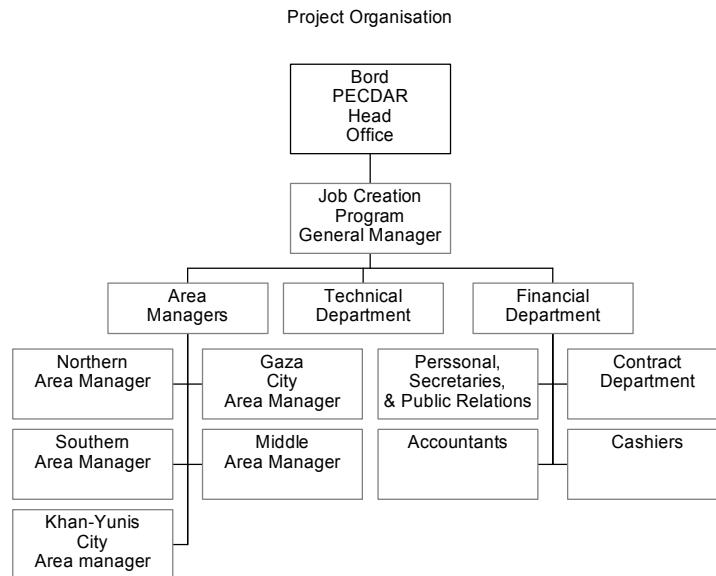 Project Organisation
Bord
PECDAR
Head
Office
Job Creation
Program
General Manager
Area
Managers
Technical
Department
Financial
Department
Northern
Area Manager
Gaza
City
Area Manager
Perssonal,
Secretaries,
& Public Relations
Contract
Department
Southern
Area Manager
Middle
Area Manager
Accountants
Cashiers
Khan-Yunis
City
Area manager